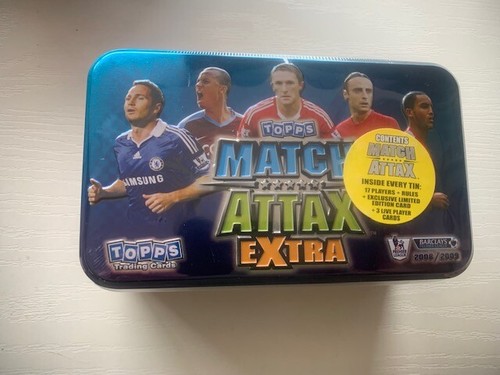 SAMSUNG
TOPPS
MATCH
ATTAX
EXTRA
CONTENTS
MATCH
ATTAX
INSIDE EVERY TIN:
17 PLAYERS + RULES
+ EXCLUSIVE LIMITED
EDITION CARD
+ 3 LIVE PLAYER
CARDS
TOPPS
Trading Cards
BARCLAYS
2008/2009